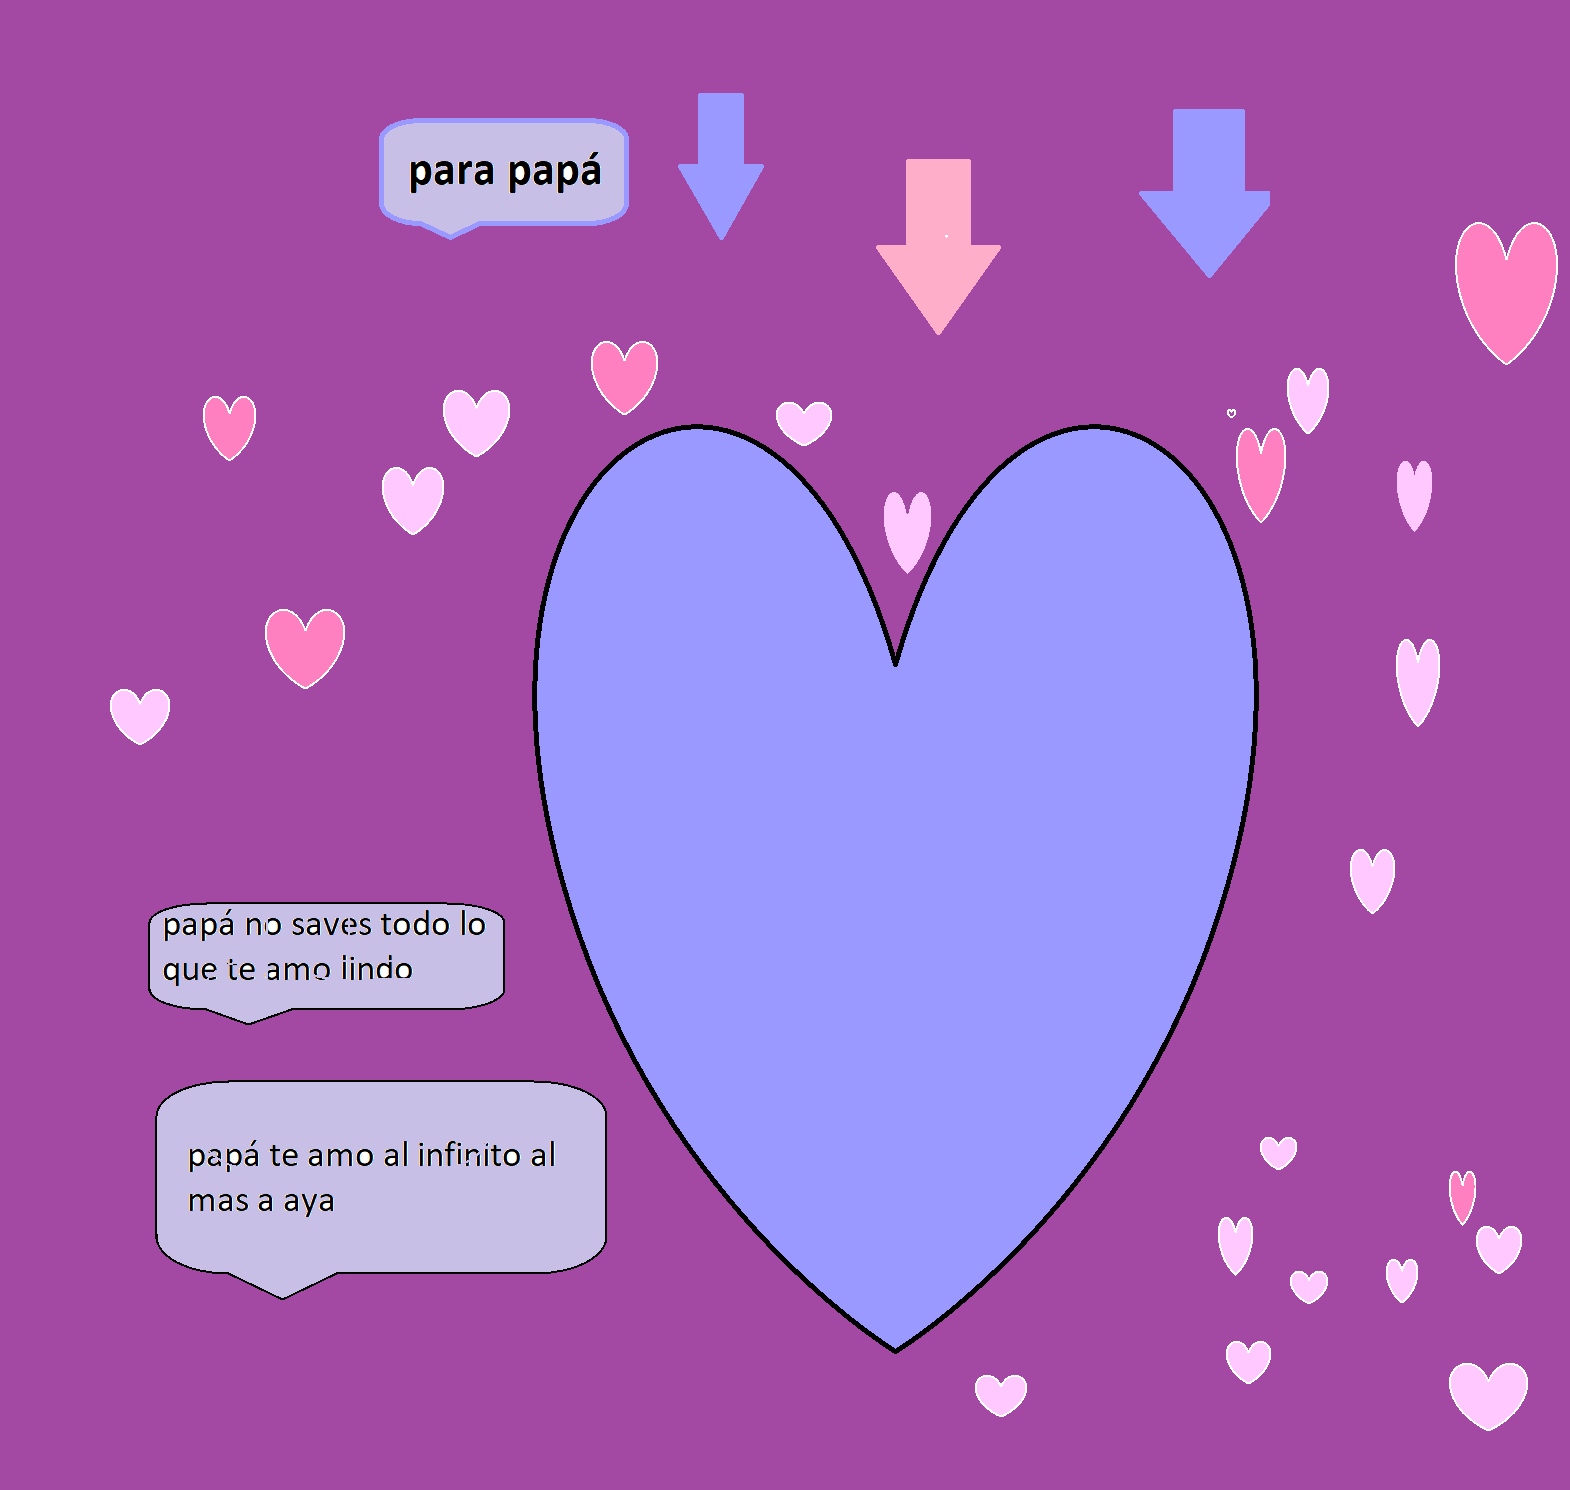 para papá
papá no saves todo lo
que te amo lindo
papá te amo al infinito al
mas a aya